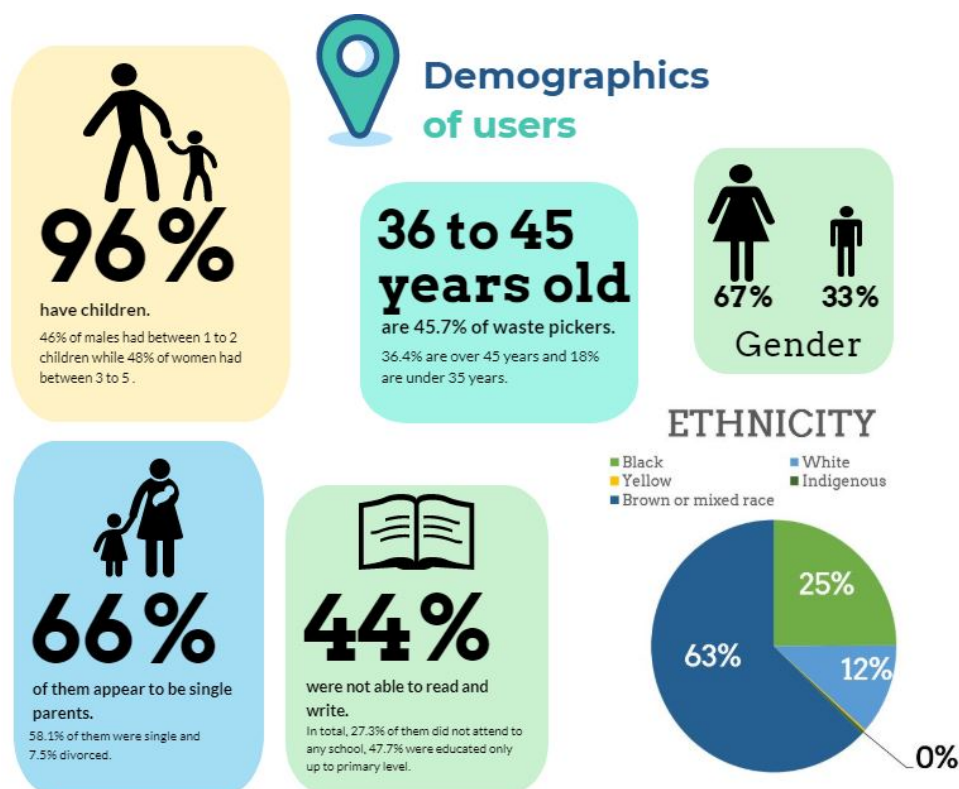 Demographics
of users
96%
have children.
46% of males had between 1 to 2
children while 48% of women had
between 3 to 5 .
36 to 45
years old
are 45.7% of waste pickers.
36.4% are over 45 years and 18%
are under 35 years.
67% 33%
Gender
66%
of them appear to be single
parents.
58.1% of them were single and
7.5% divorced.
44%
were not able to read and
write.
In total, 27.3% of them did not attend to
any school, 47.7% were educated only
up to primary level.
ETHNICITY
Black White
Yellow Indigenous
Brown or mixed race
25%
63%
12%
0%